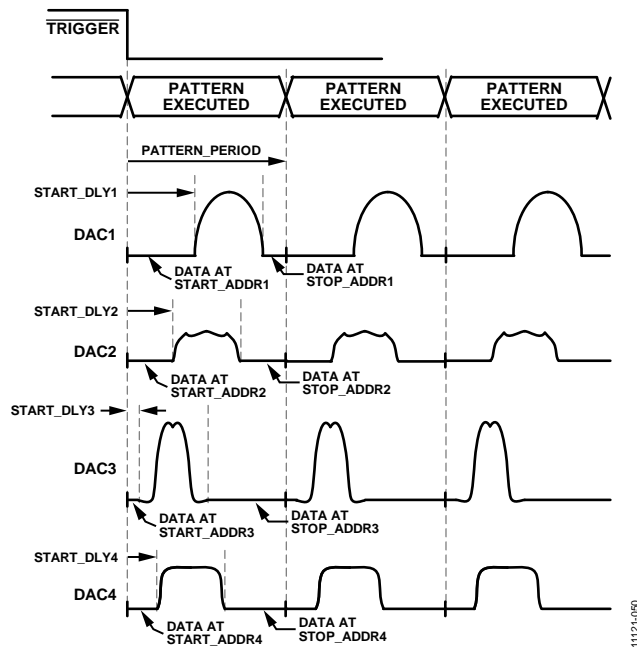 TRIGGER
PATTERN
EXECUTED
PATTERN
EXECUTED
PATTERN
EXECUTED
PATTERN_PERIOD
START_DLY1
DAC1
DATA AT
START_ADDR1
DATA AT
STOP_ADDR1
START_DLY2
DAC2
DATA AT
START_ADDR2
DATA AT
STOP_ADDR2
START_DLY3
DAC3
DATA AT
START_ADDR3
DATA AT
STOP_ADDR3
START_DLY4
DAC4
DATA AT
START_ADDR4
DATA AT
STOP_ADDR4
11121-050